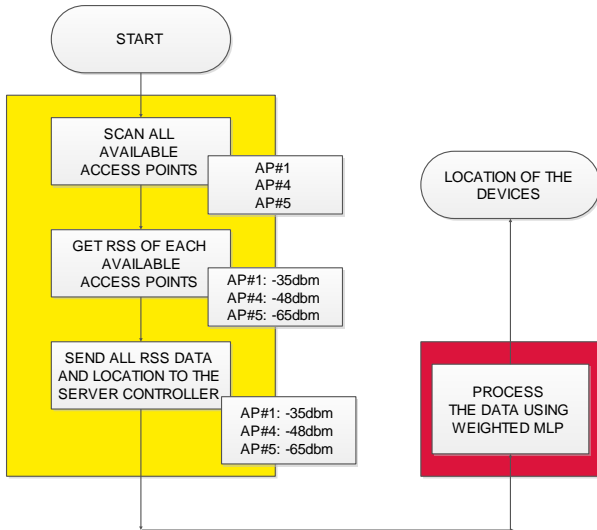 START
SCAN ALL
AVAILABLE
ACCESS POINTS
AP#1
AP#4
AP#5
GET RSS OF EACH
AVAILABLE
ACCESS POINTS
AP#1: -35dbm
AP#4: -48dbm
AP#5: -65dbm
SEND ALL RSS DATA
AND LOCATION TO THE
SERVER CONTROLLER
AP#1: -35dbm
AP#4: -48dbm
AP#5: -65dbm
PROCESS
THE DATA USING
WEIGHTED MLP
LOCATION OF THE
DEVICES